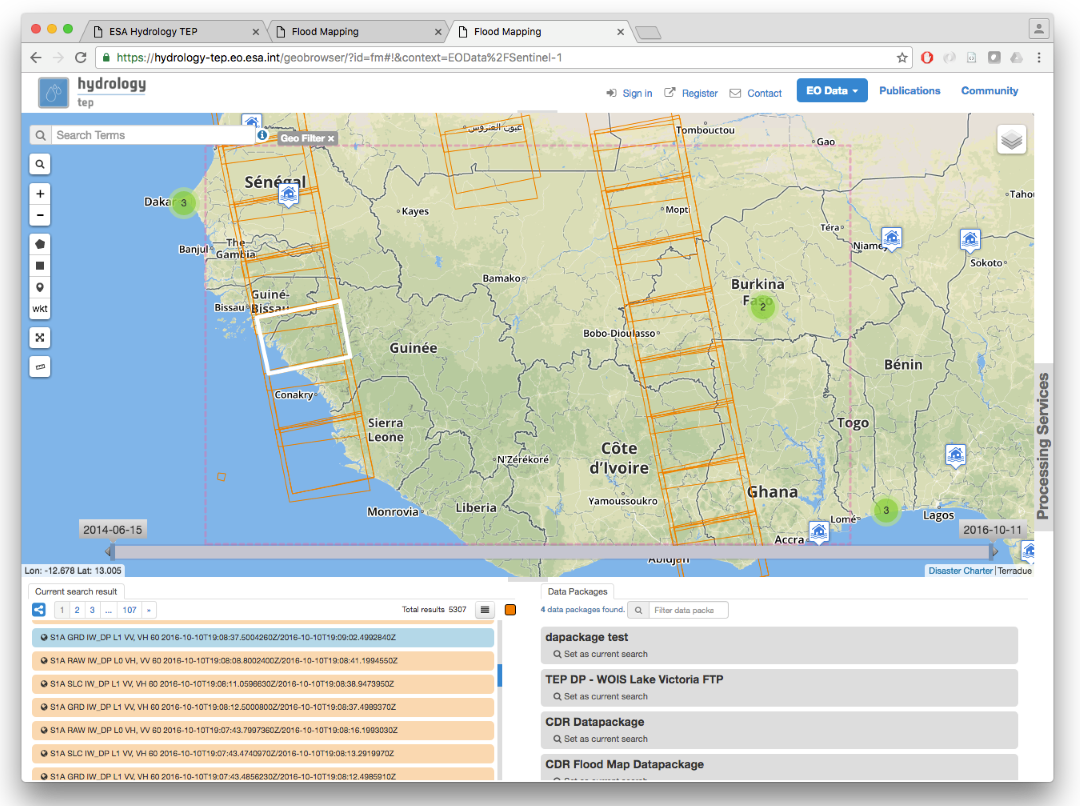 ESA Hydrology TEP
Flood Mapping
Flood Mapping
https://hydrology-tep.eo.esa.int/geobrowser/?id=fm#!&context=EOData%2FSentinel-1
hydrology
tep
Sign in
Register
Contact
EO Data
Publications
Community
Search Terms
Geo Filter ×
عيون العتروس
Tombouctou
Gao
Sénégal
Dakar
3
Kayes
Mopti
Tahou
Téra
Niamey
Sokoto
Banjul
The
Gambia
Bamako
Burkina
Faso
2
Guiné-
Bissau
Bissau
wkt
Bobo-Dioulasso
Guinée
Bénin
Conakry
Sierra
Leone
Togo
Côte
d'Ivoire
N'Zérékoré
Ghana
Yamoussoukro
Liberia
Monrovia
Lomé
3
Lagos
Accra
Abidjan
Processing Services
2014-06-15
2016-10-11
Lon: -12.678 Lat: 13.005
Disaster Charter | Terradue
Current search result
1 2 3 ... 107 »
Total results 5307
S1A GRD IW_DP L1 VV, VH 60 2016-10-10T19:08:37.5004260Z/2016-10-10T19:09:02.4992840Z
S1A RAW IW_DP L0 VH, VV 60 2016-10-10T19:08:08.8002400Z/2016-10-10T19:08:41.1994550Z
S1A SLC IW_DP L1 VV, VH 60 2016-10-10T19:08:11.0596630Z/2016-10-10T19:08:38.9473950Z
S1A GRD IW_DP L1 VV, VH 60 2016-10-10T19:08:12.5000800Z/2016-10-10T19:08:37.4989370Z
S1A RAW IW_DP L0 VH, VV 60 2016-10-10T19:07:43.7997360Z/2016-10-10T19:08:16.1993030Z
S1A SLC IW_DP L1 VV, VH 60 2016-10-10T19:07:43.4740970Z/2016-10-10T19:08:13.2919970Z
S1A GRD IW_DP L1 VV, VH 60 2016-10-10T19:07:43.4856230Z/2016-10-10T19:08:12.4985910Z
Data Packages
4 data packages found.
Filter data packs
dapackage test
Set as current search
TEP DP - WOIS Lake Victoria FTP
Set as current search
CDR Datapackage
Set as current search
CDR Flood Map Datapackage